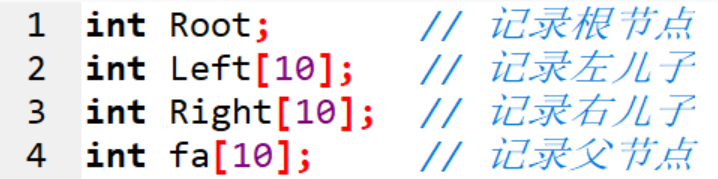 1 int Root; // 记录根节点
2 int Left[10]; // 记录左儿子
3 int Right[10]; // 记录右儿子
4 int fa[10]; // 记录父节点